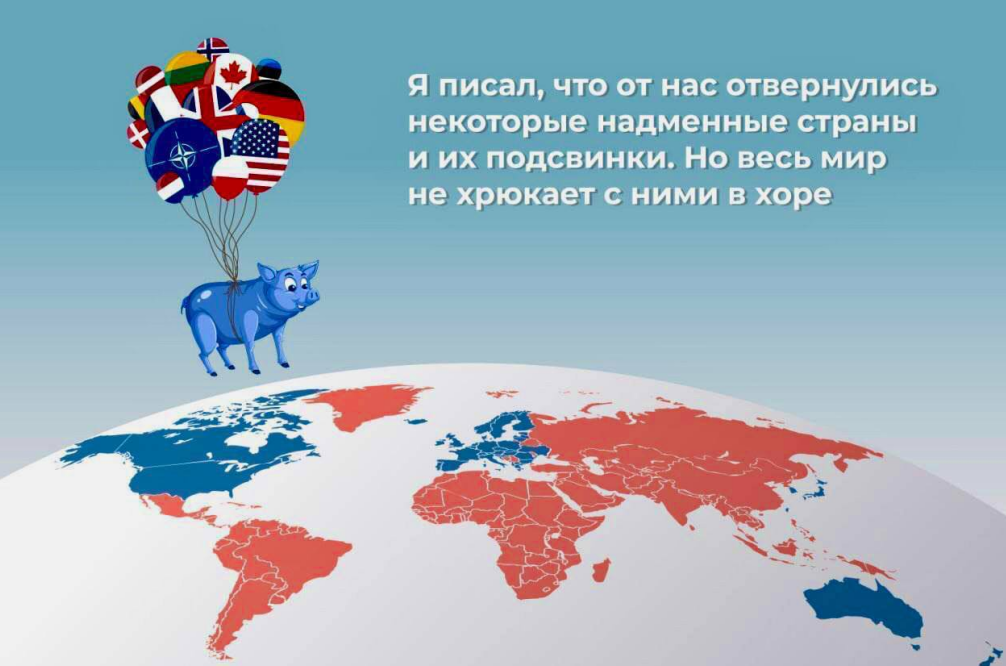 Я писал, что от нас отвернулись
некоторые надменные страны
и их подсвинки. Но весь мир
не хрюкает с ними в хоре